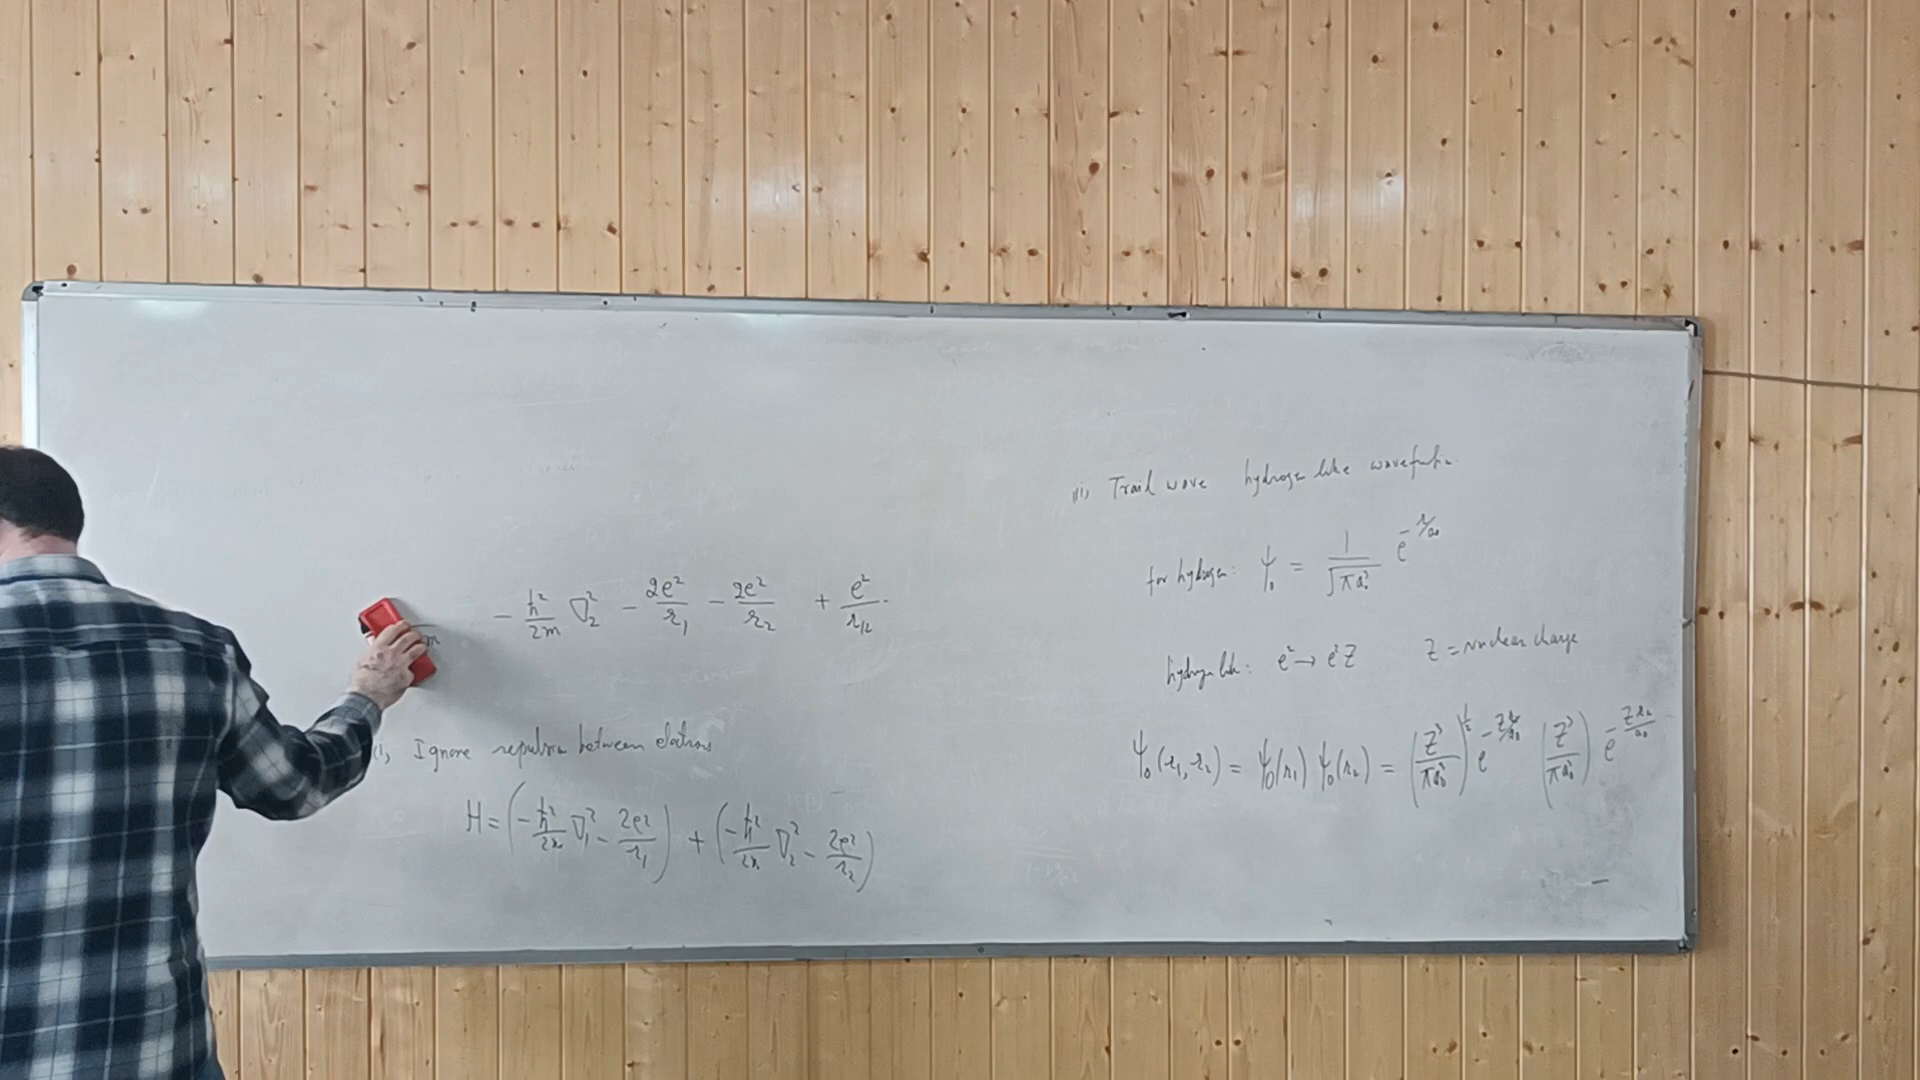 m - ℏ²/2m ∇₂² - 2e²/r₁ - 2e²/r₂ + e²/r₁₂.
(i) Ignore repulsion between electrons
H = (-ℏ²/2m ∇₁² - 2e²/r₁) + (-ℏ²/2m ∇₂² - 2e²/r₂)
(ii) Trail wave hydrogen like wavefunction
for hydrogen: ψ₀ = 1/√(πa₀³) e^(-r/a₀)
hydrogen like: e² → e²Z Z = nuclear charge
ψ₀(r₁, r₂) = ψ₀(r₁) ψ₀(r₂) = (Z³/πa₀³)^(1/2) e^(-Zr₁/a₀) (Z³/πa₀³) e^(-Zr₂/a₀)